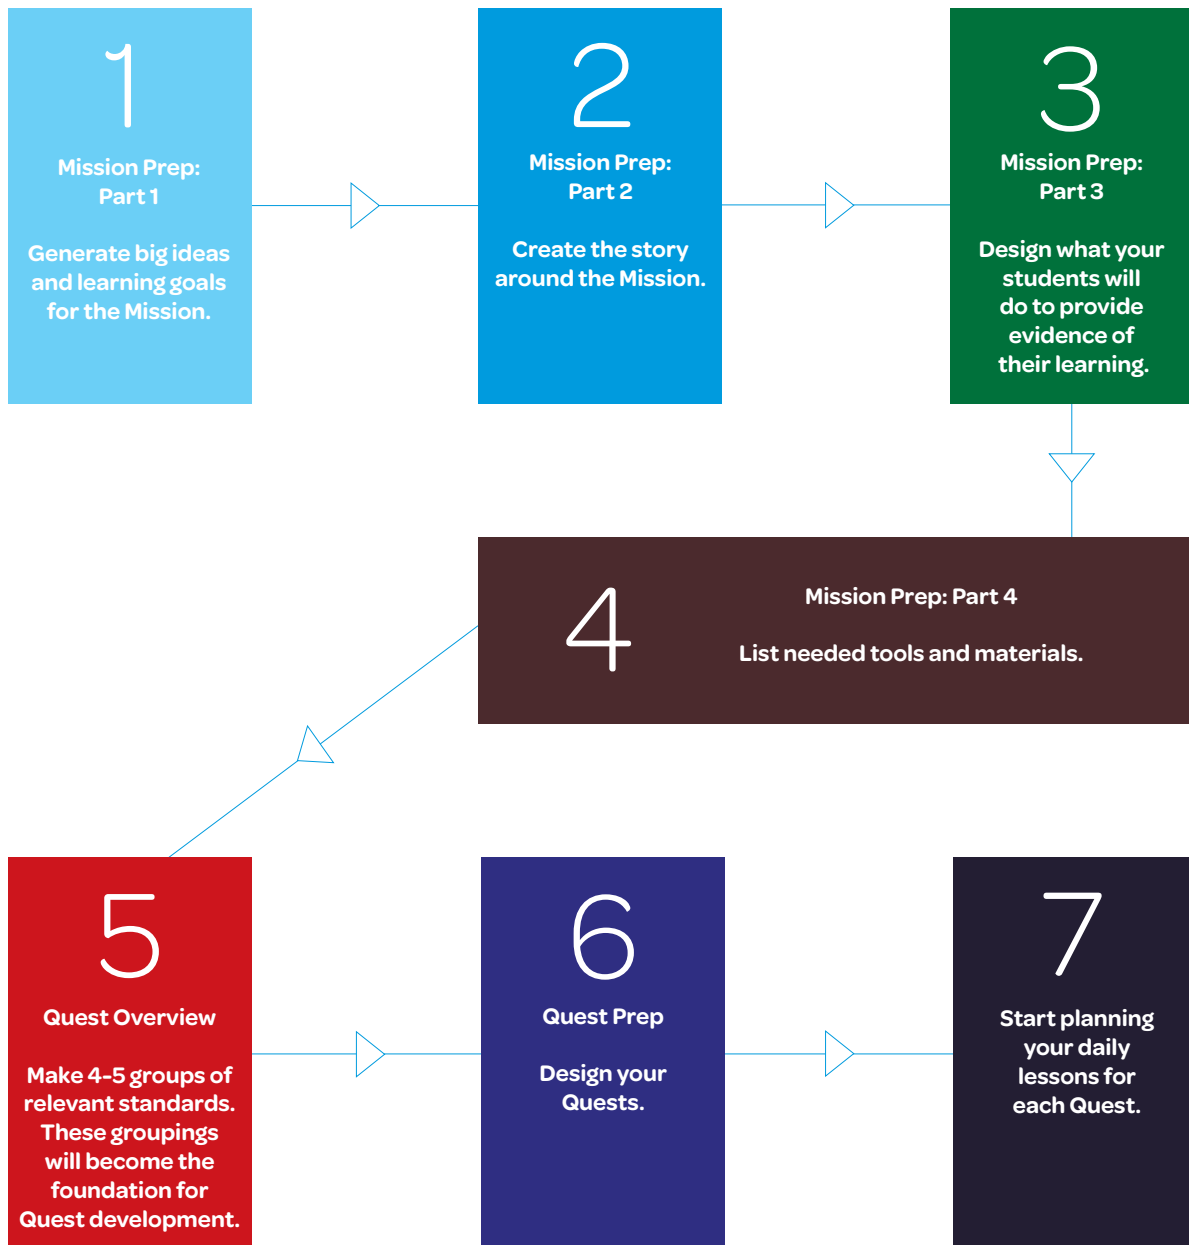 1
Mission Prep:
Part 1
Generate big ideas
and learning goals
for the Mission.
2
Mission Prep:
Part 2
Create the story
around the Mission.
3
Mission Prep:
Part 3
Design what your
students will
do to provide
evidence of
their learning.
4
Mission Prep: Part 4
List needed tools and materials.
5
Quest Overview
Make 4-5 groups of
relevant standards.
These groupings
will become the
foundation for
Quest development.
6
Quest Prep
Design your
Quests.
7
Start planning
your daily
lessons for
each Quest.